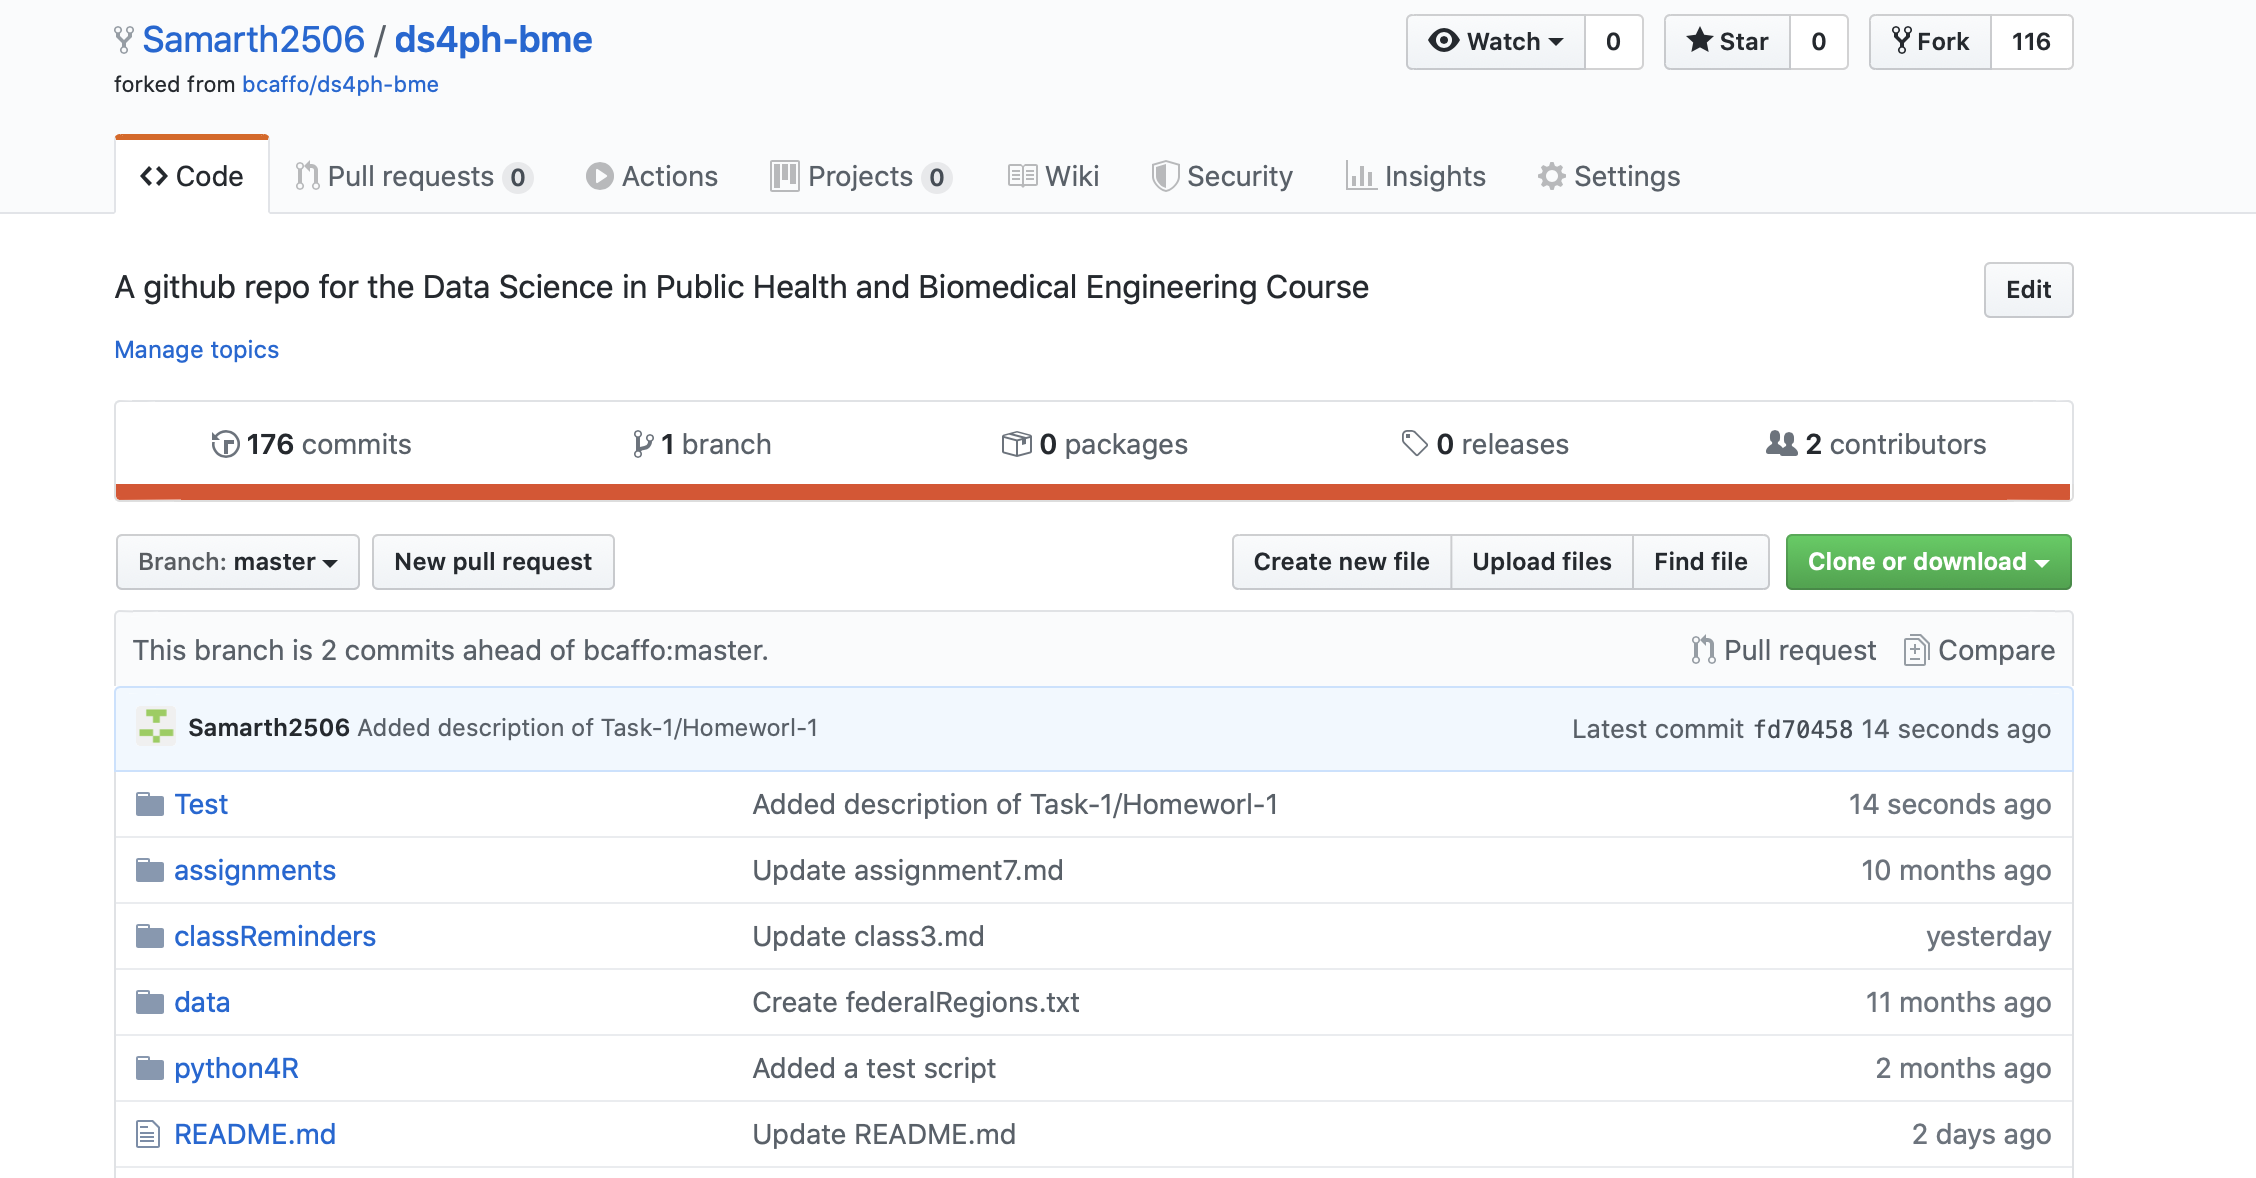 Samarth2506 / ds4ph-bme
Watch 0 Star 0 Fork 116
forked from bcaffo/ds4ph-bme
Code Pull requests 0 Actions Projects 0 Wiki Security Insights Settings
A github repo for the Data Science in Public Health and Biomedical Engineering Course
Edit
Manage topics
176 commits 1 branch 0 packages 0 releases 2 contributors
Branch: master New pull request Create new file Upload files Find file Clone or download
This branch is 2 commits ahead of bcaffo:master. Pull request Compare
Samarth2506 Added description of Task-1/Homeworl-1 Latest commit fd70458 14 seconds ago
Test Added description of Task-1/Homeworl-1 14 seconds ago
assignments Update assignment7.md 10 months ago
classReminders Update class3.md yesterday
data Create federalRegions.txt 11 months ago
python4R Added a test script 2 months ago
README.md Update README.md 2 days ago